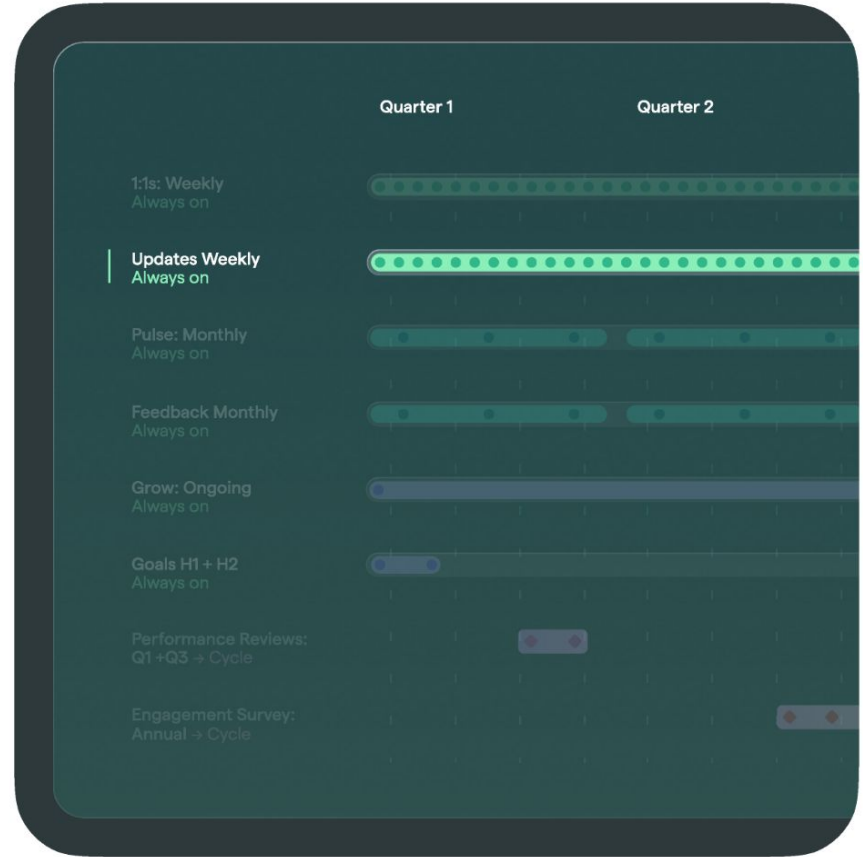 Quarter 1
Quarter 2
1:1s: Weekly
Always on
Updates Weekly
Always on
Pulse: Monthly
Always on
Feedback Monthly
Always on
Grow: Ongoing
Always on
Goals H1 + H2
Always on
Performance Reviews:
Q1 +Q3 → Cycle
Engagement Survey:
Annual → Cycle